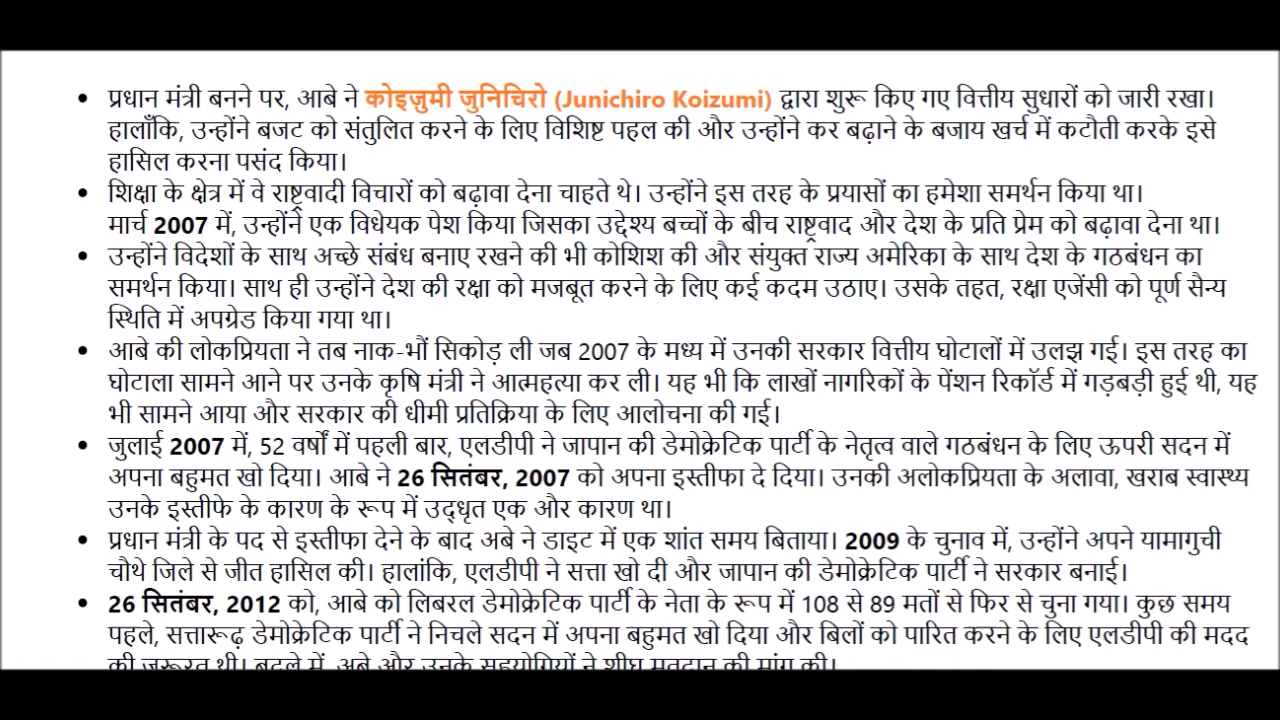 • प्रधान मंत्री बनने पर, आबे ने कोइज़ुमी जुनिचिरो (Junichiro Koizumi) द्वारा शुरू किए गए वित्तीय सुधारों को जारी रखा।
हालाँकि, उन्होंने बजट को संतुलित करने के लिए विशिष्ट पहल की और उन्होंने कर बढ़ाने के बजाय खर्च में कटौती करके इसे
हासिल करना पसंद किया।
• शिक्षा के क्षेत्र में वे राष्ट्रवादी विचारों को बढ़ावा देना चाहते थे। उन्होंने इस तरह के प्रयासों का हमेशा समर्थन किया था।
मार्च 2007 में, उन्होंने एक विधेयक पेश किया जिसका उद्देश्य बच्चों के बीच राष्ट्रवाद और देश के प्रति प्रेम को बढ़ावा देना था।
• उन्होंने विदेशों के साथ अच्छे संबंध बनाए रखने की भी कोशिश की और संयुक्त राज्य अमेरिका के साथ देश के गठबंधन का
समर्थन किया। साथ ही उन्होंने देश की रक्षा को मजबूत करने के लिए कई कदम उठाए। उसके तहत, रक्षा एजेंसी को पूर्ण सैन्य
स्थिति में अपग्रेड किया गया था।
• आबे की लोकप्रियता ने तब नाक-भौं सिकोड़ ली जब 2007 के मध्य में उनकी सरकार वित्तीय घोटालों में उलझ गई। इस तरह का
घोटाला सामने आने पर उनके कृषि मंत्री ने आत्महत्या कर ली। यह भी कि लाखों नागरिकों के पेंशन रिकॉर्ड में गड़बड़ी हुई थी, यह
भी सामने आया और सरकार की धीमी प्रतिक्रिया के लिए आलोचना की गई।
• जुलाई 2007 में, 52 वर्षों में पहली बार, एलडीपी ने जापान की डेमोक्रेटिक पार्टी के नेतृत्व वाले गठबंधन के लिए ऊपरी सदन में
अपना बहुमत खो दिया। आबे ने 26 सितंबर, 2007 को अपना इस्तीफा दे दिया। उनकी अलोकप्रियता के अलावा, खराब स्वास्थ्य
उनके इस्तीफे के कारण के रूप में उद्धृत एक और कारण था।
• प्रधान मंत्री के पद से इस्तीफा देने के बाद अबे ने डाइट में एक शांत समय बिताया। 2009 के चुनाव में, उन्होंने अपने यामागुची
चौथे जिले से जीत हासिल की। हालांकि, एलडीपी ने सत्ता खो दी और जापान की डेमोक्रेटिक पार्टी ने सरकार बनाई।
• 26 सितंबर, 2012 को, आबे को लिबरल डेमोक्रेटिक पार्टी के नेता के रूप में 108 से 89 मतों से फिर से चुना गया। कुछ समय
पहले, सत्तारूढ़ डेमोक्रेटिक पार्टी ने निचले सदन में अपना बहुमत खो दिया और बिलों को पारित करने के लिए एलडीपी की मदद
की जरूरत थी। बदले में, अबे और उनके सहयोगियों ने शीघ्र मतदान की मांग की।